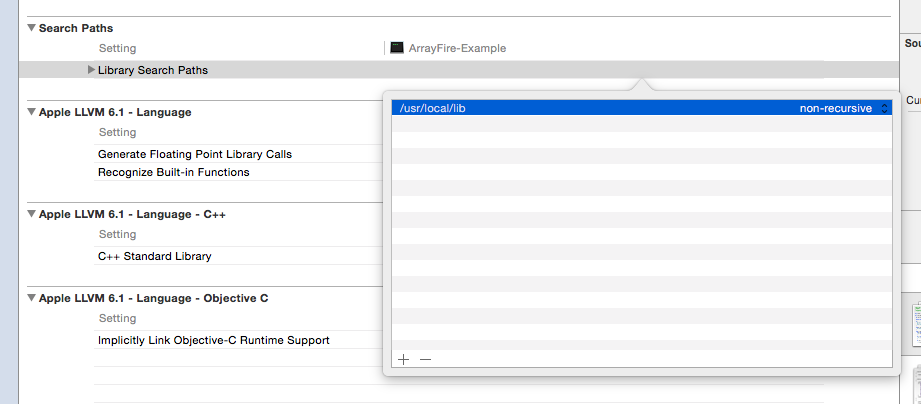 Search Paths
Setting ArrayFire-Example
Library Search Paths
/usr/local/lib non-recursive
Apple LLVM 6.1 - Language
Setting
Generate Floating Point Library Calls
Recognize Built-in Functions
Apple LLVM 6.1 - Language - C++
Setting
C++ Standard Library
Apple LLVM 6.1 - Language - Objective C
Setting
Implicitly Link Objective-C Runtime Support
Sou
Cur